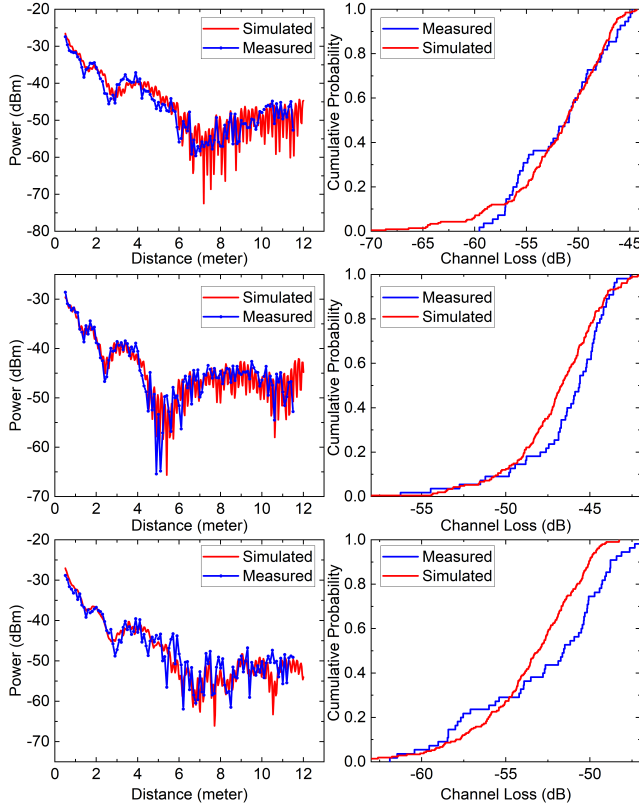 -20
-30
-40
-50
-60
-70
-80
Power (dBm)
0 2 4 6 8 10 12
Distance (meter)
Simulated
Measured
1.0
0.8
0.6
0.4
0.2
0.0
Cumulative Probability
-70 -65 -60 -55 -50 -45
Channel Loss (dB)
Measured
Simulated
-30
-40
-50
-60
-70
Power (dBm)
0 2 4 6 8 10 12
Distance (meter)
Simulated
Measured
1.0
0.8
0.6
0.4
0.2
0.0
Cumulative Probability
-55 -50 -45
Channel Loss (dB)
Measured
Simulated
-20
-30
-40
-50
-60
-70
Power (dBm)
0 2 4 6 8 10 12
Distance (meter)
Simulated
Measured
1.0
0.8
0.6
0.4
0.2
0.0
Cumulative Probability
-60 -55 -50
Channel Loss (dB)
Measured
Simulated